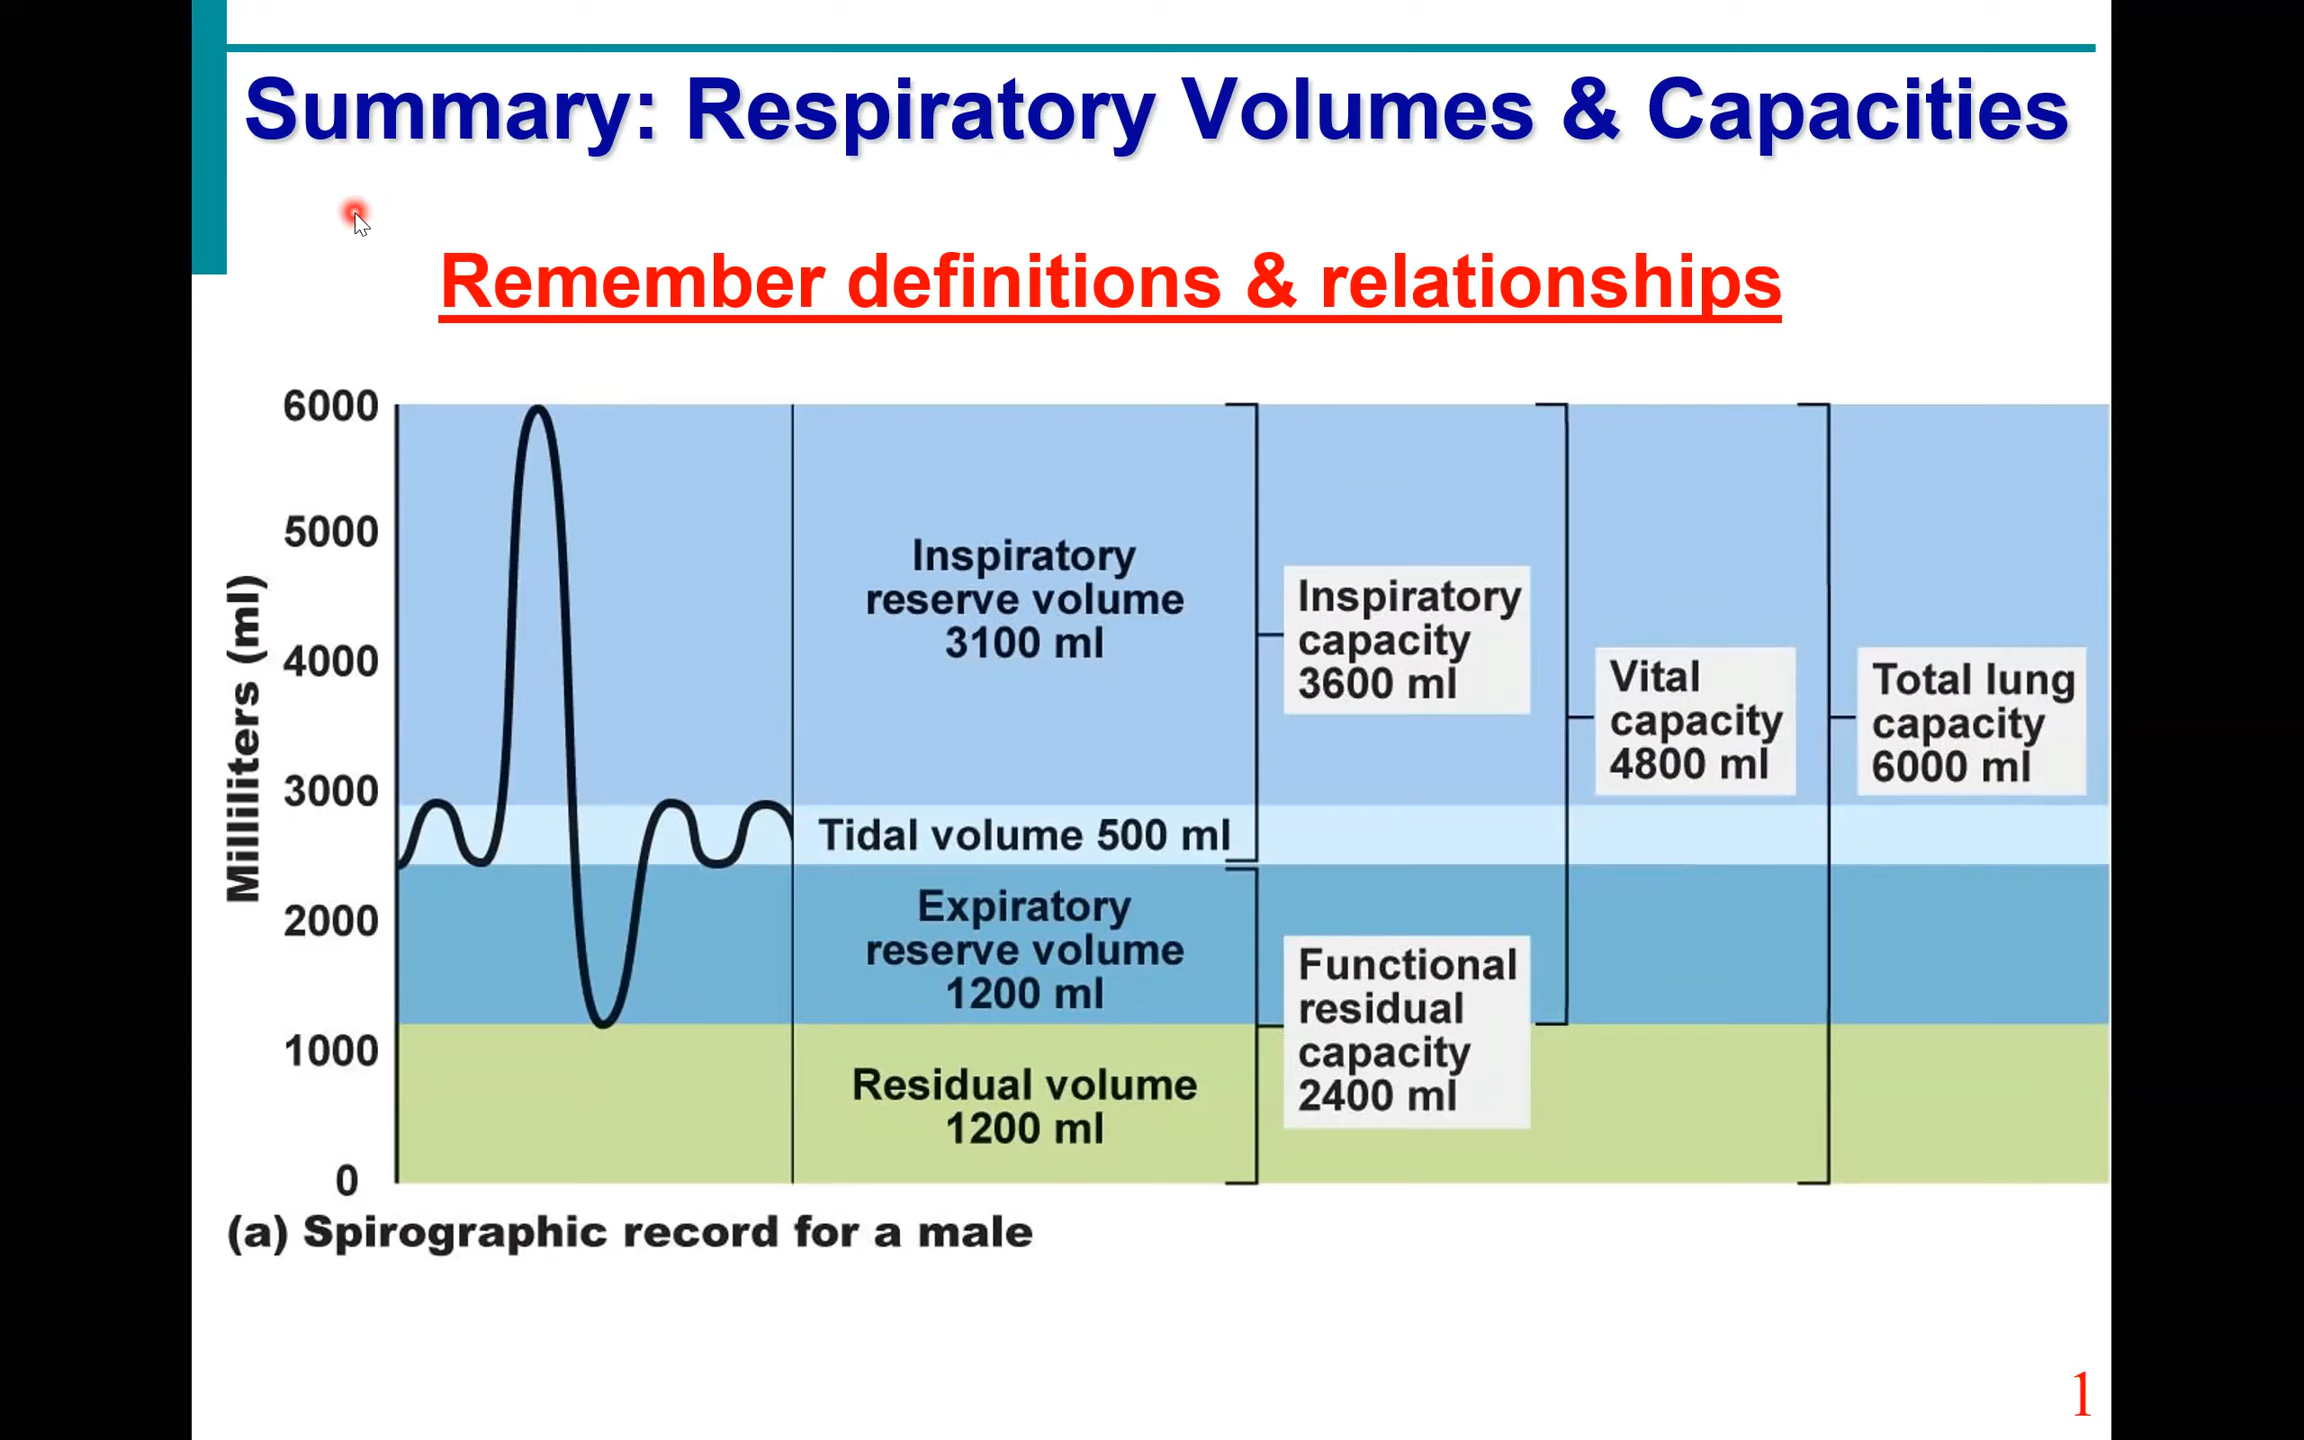 Summary: Respiratory Volumes & Capacities
Remember definitions & relationships
Milliliters (ml)
6000
5000
4000
3000
2000
1000
0
Inspiratory
reserve volume
3100 ml
Tidal volume 500 ml
Expiratory
reserve volume
1200 ml
Residual volume
1200 ml
Inspiratory
capacity
3600 ml
Functional
residual
capacity
2400 ml
Vital
capacity
4800 ml
Total lung
capacity
6000 ml
(a) Spirographic record for a male
1